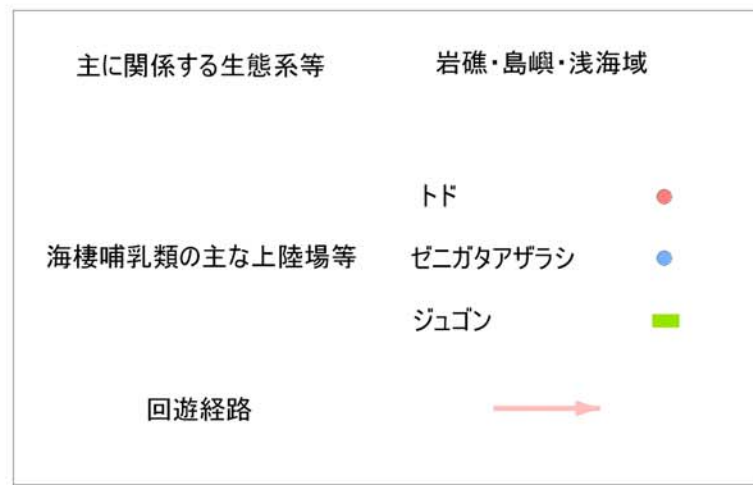 主に関係する生態系等
岩礁・島嶼・浅海域
トド
海棲哺乳類の主な上陸場等
ゼニガタアザラシ
ジュゴン
回遊経路